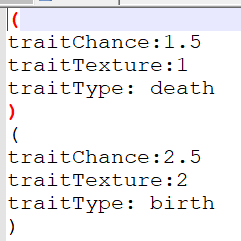 (
traitChance:1.5
traitTexture:1
traitType: death
)
(
traitChance:2.5
traitTexture:2
traitType: birth
)